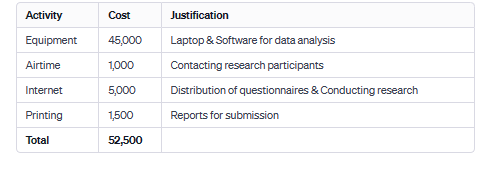 Activity Cost Justification
Equipment 45,000 Laptop & Software for data analysis
Airtime 1,000 Contacting research participants
Internet 5,000 Distribution of questionnaires & Conducting research
Printing 1,500 Reports for submission
Total 52,500